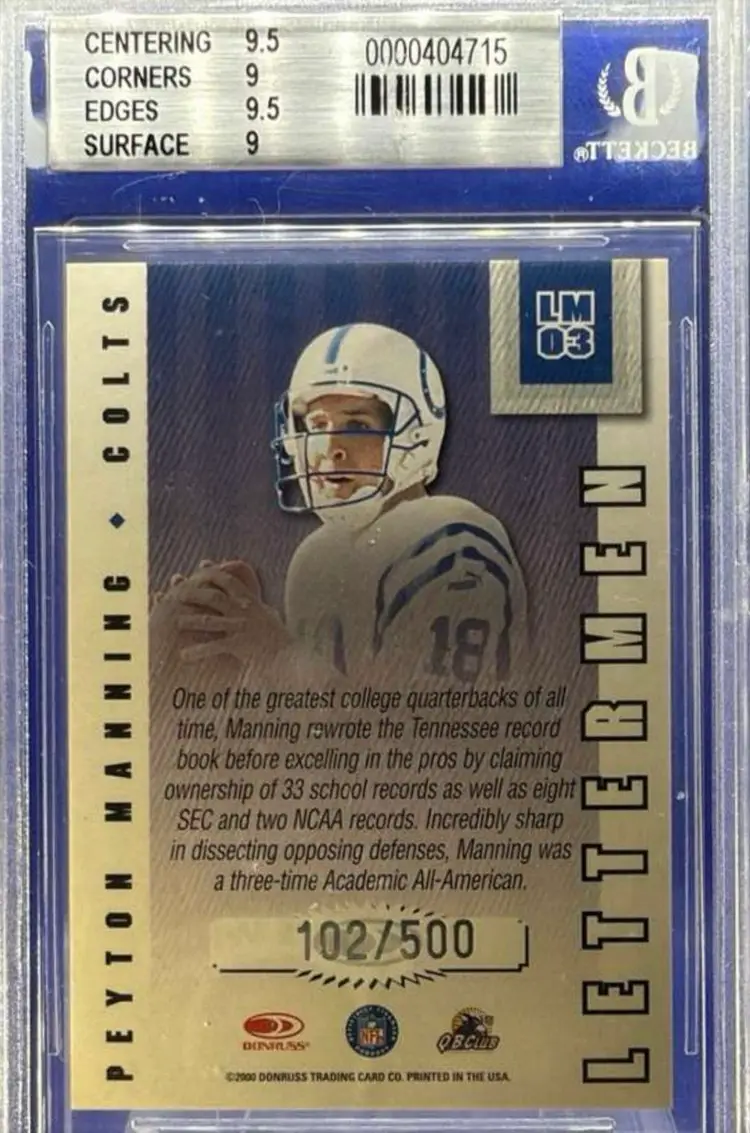 CENTERING 9.5
CORNERS 9
EDGES 9.5
SURFACE 9
0000404715
BECKETT®
LM
03
PEYTON MANNING ◆ COLTS
LETTERMEN
18
One of the greatest college quarterbacks of all
time, Manning rewrote the Tennessee record
book before excelling in the pros by claiming
ownership of 33 school records as well as eight
SEC and two NCAA records. Incredibly sharp
in dissecting opposing defenses, Manning was
a three-time Academic All-American.
102/500
DONRUSS®
NFL
QB CLUB
©2000 DONRUSS TRADING CARD CO. PRINTED IN THE USA.